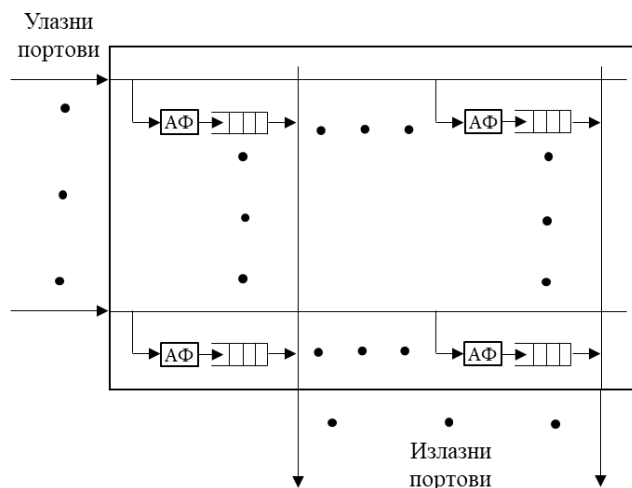 Улазни
портови
АФ
АФ
АФ
АФ
Излазни
портови